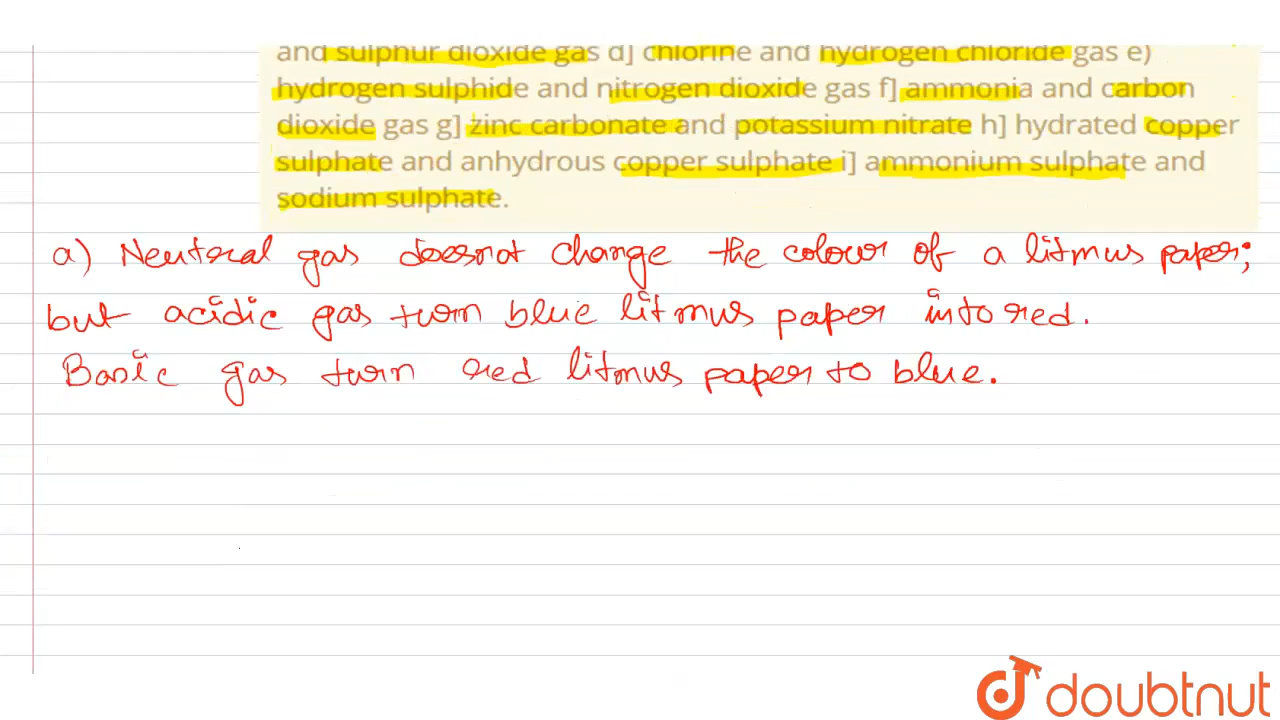 and sulphur dioxide gas d] chlorine and hydrogen chloride gas e)
hydrogen sulphide and nitrogen dioxide gas f] ammonia and carbon
dioxide gas g] zinc carbonate and potassium nitrate h] hydrated copper
sulphate and anhydrous copper sulphate i] ammonium sulphate and
sodium sulphate.
a) Neuteral gas doesnot change the colour of a litmus paper;
but acidic gas turn blue litmus paper into red.
Basic gas turn red litmus paper to blue.
doubtnut